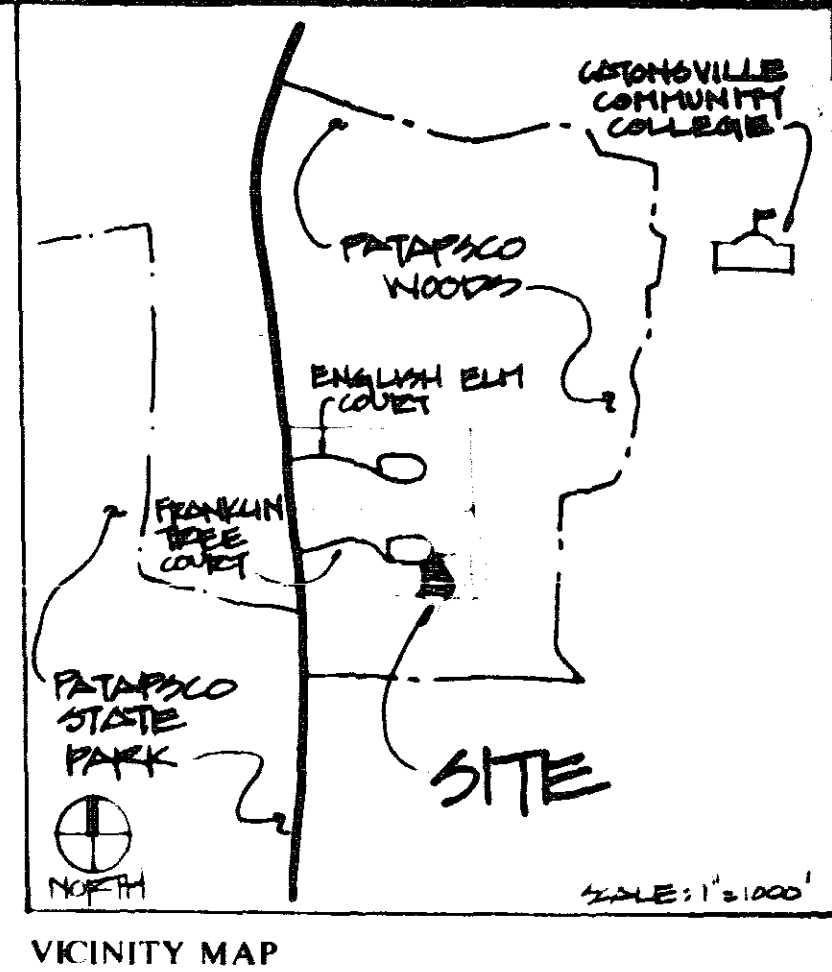 CATONSVILLE
COMMUNITY
COLLEGE
PATAPSCO
WOODS
ENGLISH ELM
COURT
FRANKLIN
TREE
COURT
PATAPSCO
STATE
PARK
SITE
NORTH
SCALE: 1"=1000'
VICINITY MAP